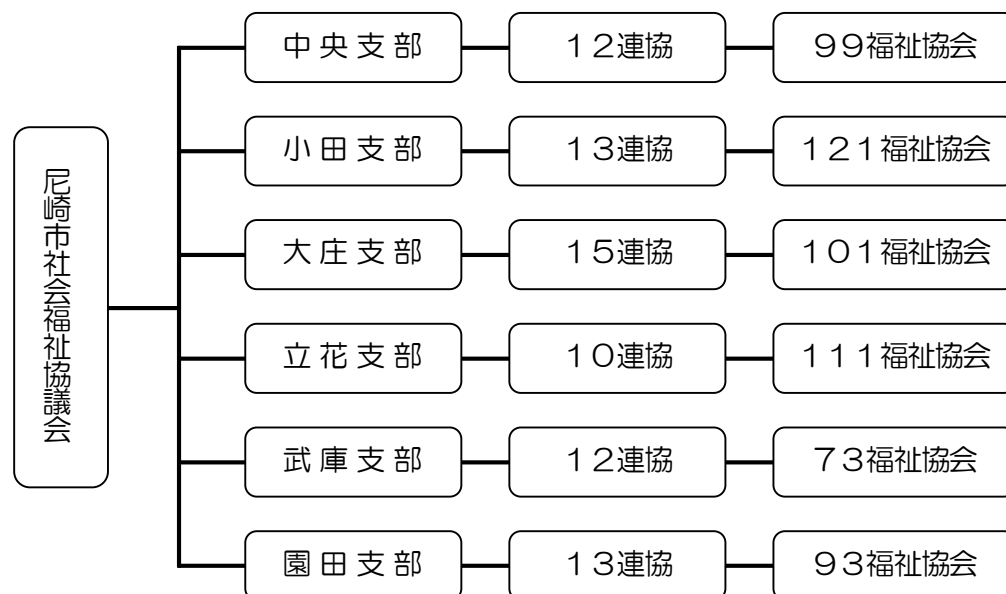 尼崎市社会福祉協議会
中央支部
12連協
99福祉協会
小田支部
13連協
121福祉協会
大庄支部
15連協
101福祉協会
立花支部
10連協
111福祉協会
武庫支部
12連協
73福祉協会
園田支部
13連協
93福祉協会